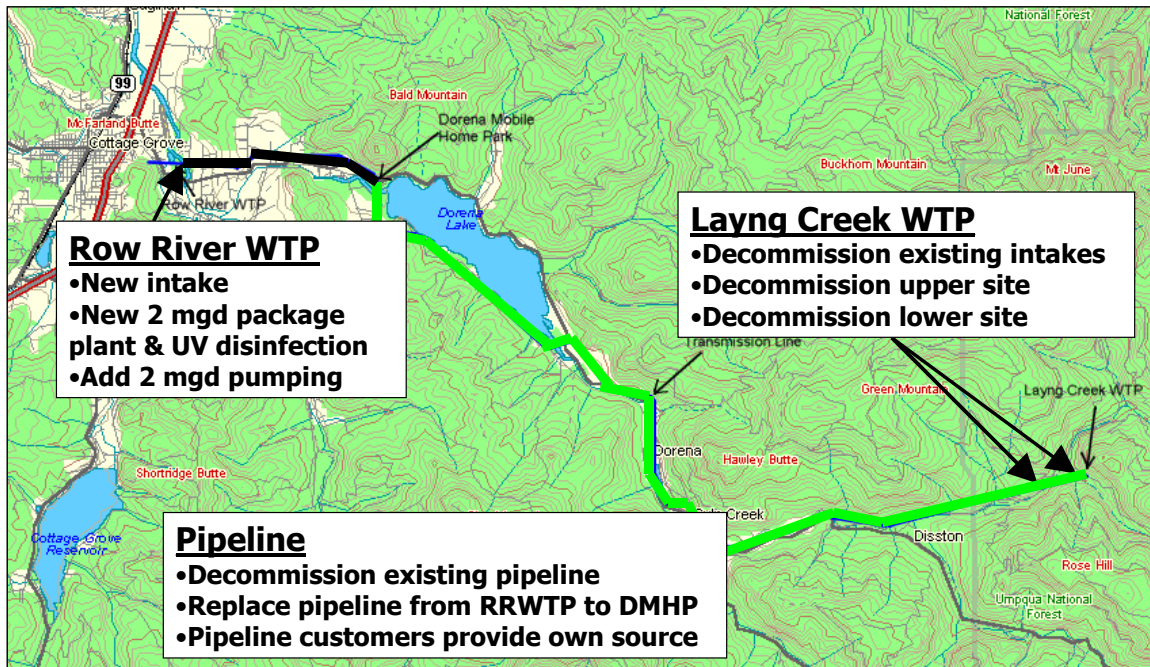 National
Forest
99
Bald Mountain
Dorena Mobile
Home Park
McFarland Butte
Cottage Grove
Buckhorn Mountain
Mt June
Row River WTP
Dorena
Lake
Row River WTP
•New intake
•New 2 mgd package
plant & UV disinfection
•Add 2 mgd pumping
Layng Creek WTP
•Decommission existing intakes
•Decommission upper site
•Decommission lower site
Transmission Line
Green Mountain
Layng Creek WTP
Dorena
Hawley Butte
Shortridge Butte
Creek
Disston
Cottage Grove
Reservoir
Rose Hill
Umpqua National
Forest
Pipeline
•Decommission existing pipeline
•Replace pipeline from RRWTP to DMHP
•Pipeline customers provide own source